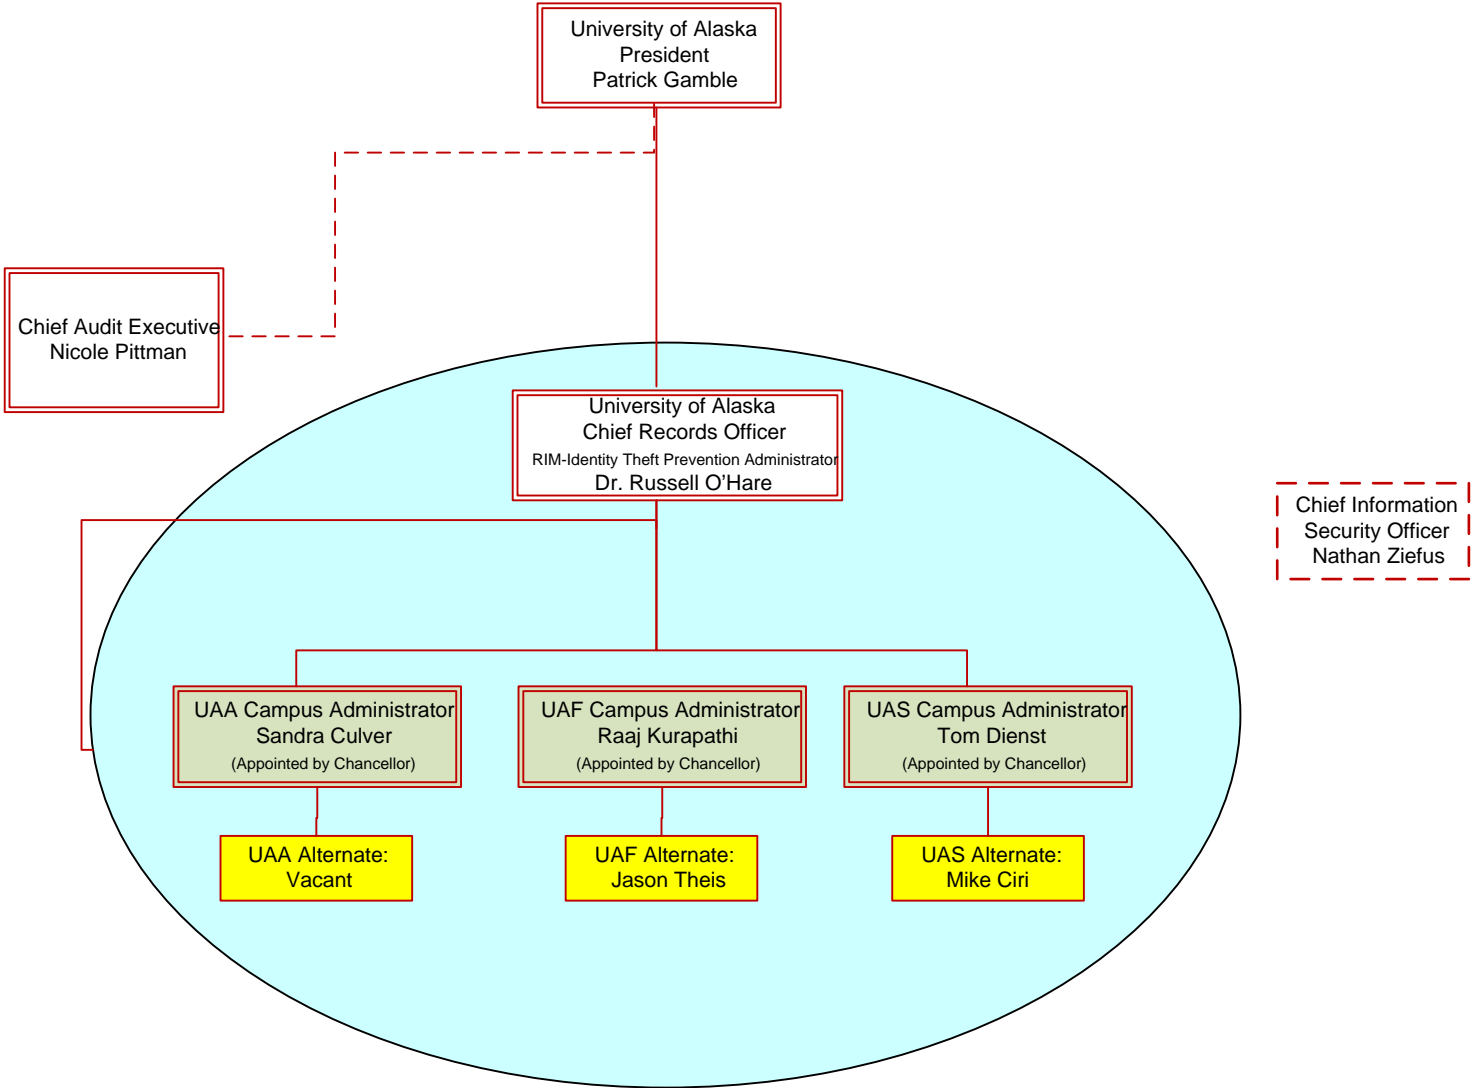 University of Alaska
President
Patrick Gamble
Chief Audit Executive
Nicole Pittman
University of Alaska
Chief Records Officer
RIM-Identity Theft Prevention Administrator
Dr. Russell O’Hare
Chief Information
Security Officer
Nathan Ziefus
UAA Campus Administrator
Sandra Culver
(Appointed by Chancellor)
UAF Campus Administrator
Raaj Kurapathi
(Appointed by Chancellor)
UAS Campus Administrator
Tom Dienst
(Appointed by Chancellor)
UAA Alternate:
Vacant
UAF Alternate:
Jason Theis
UAS Alternate:
Mike Ciri